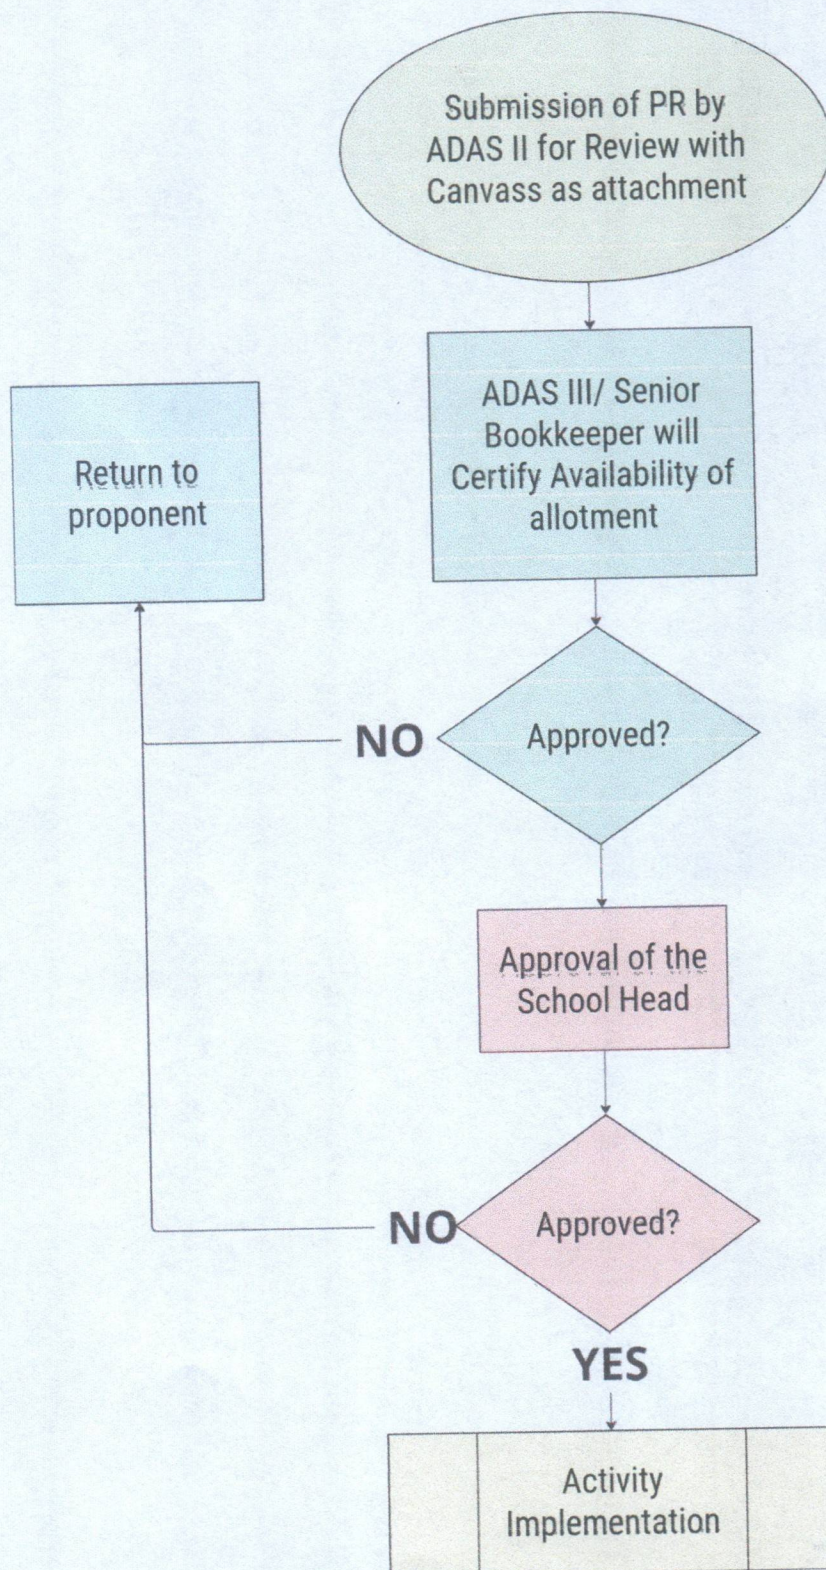 Submission of PR by
ADAS II for Review with
Canvass as attachment
ADAS III/ Senior
Bookkeeper will
Certify Availability of
allotment
Return to
proponent
NO
Approved?
Approval of the
School Head
NO
Approved?
YES
Activity
Implementation